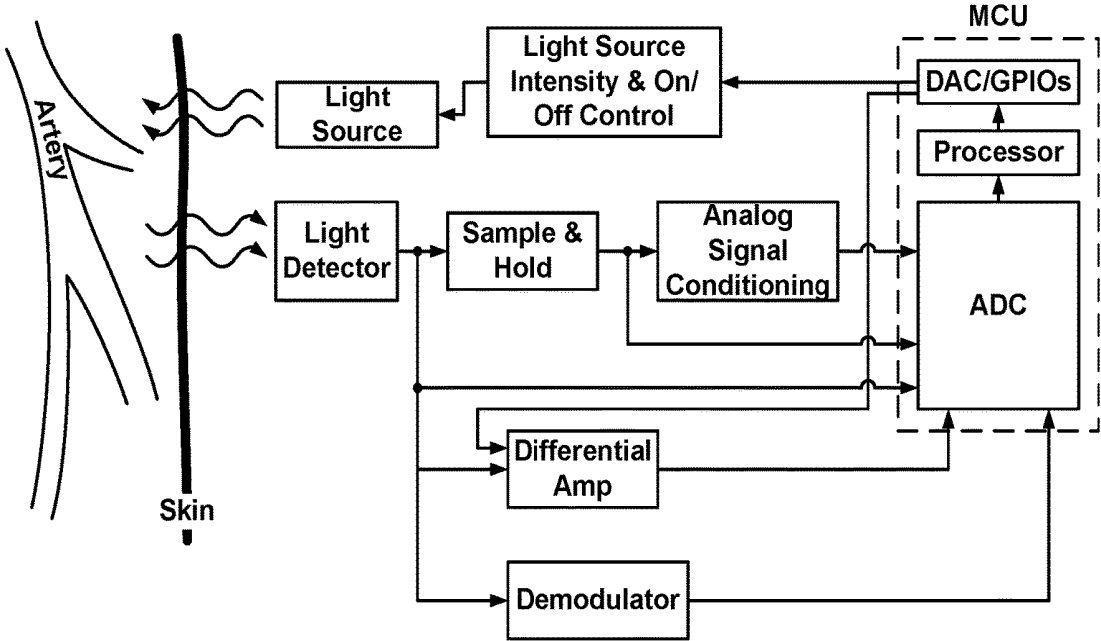 MCU
Light Source
Intensity & On/
Off Control
DAC/GPIOs
Light
Source
Artery
Processor
Light
Detector
Sample &
Hold
Analog
Signal
Conditioning
ADC
Differential
Amp
Skin
Demodulator